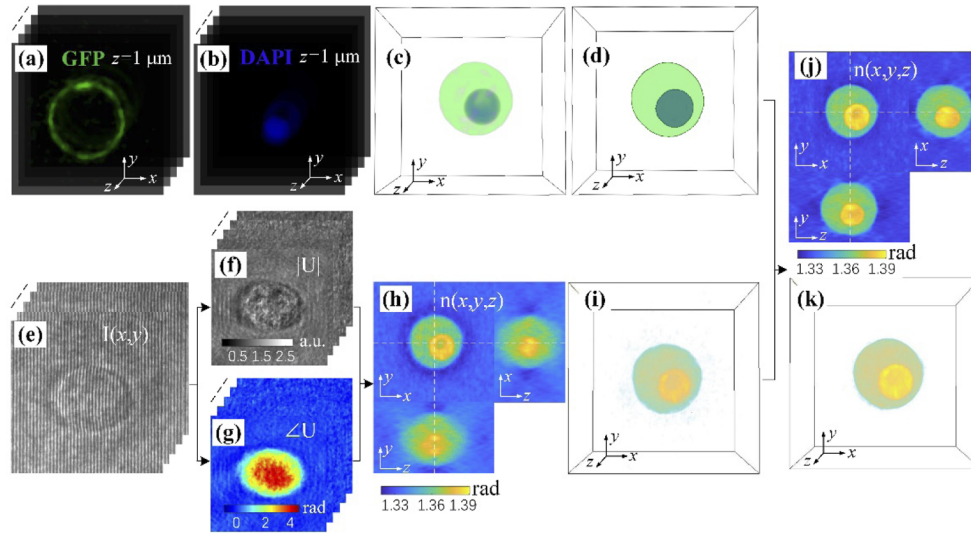 (a) GFP z=1 μm
y
x
z
(b) DAPI z=1 μm
y
x
z
(c)
y
x
z
(d)
y
x
z
(j) n(x,y,z)
y
x
y
z
rad
1.33 1.36 1.39
(e) I(x,y)
(f) |U|
a.u.
0.5 1.5 2.5
(g) ∠U
rad
0 2 4
(h) n(x,y,z)
y
x
y
x
y
z
rad
1.33 1.36 1.39
(i)
y
x
z
(k)
y
x
z